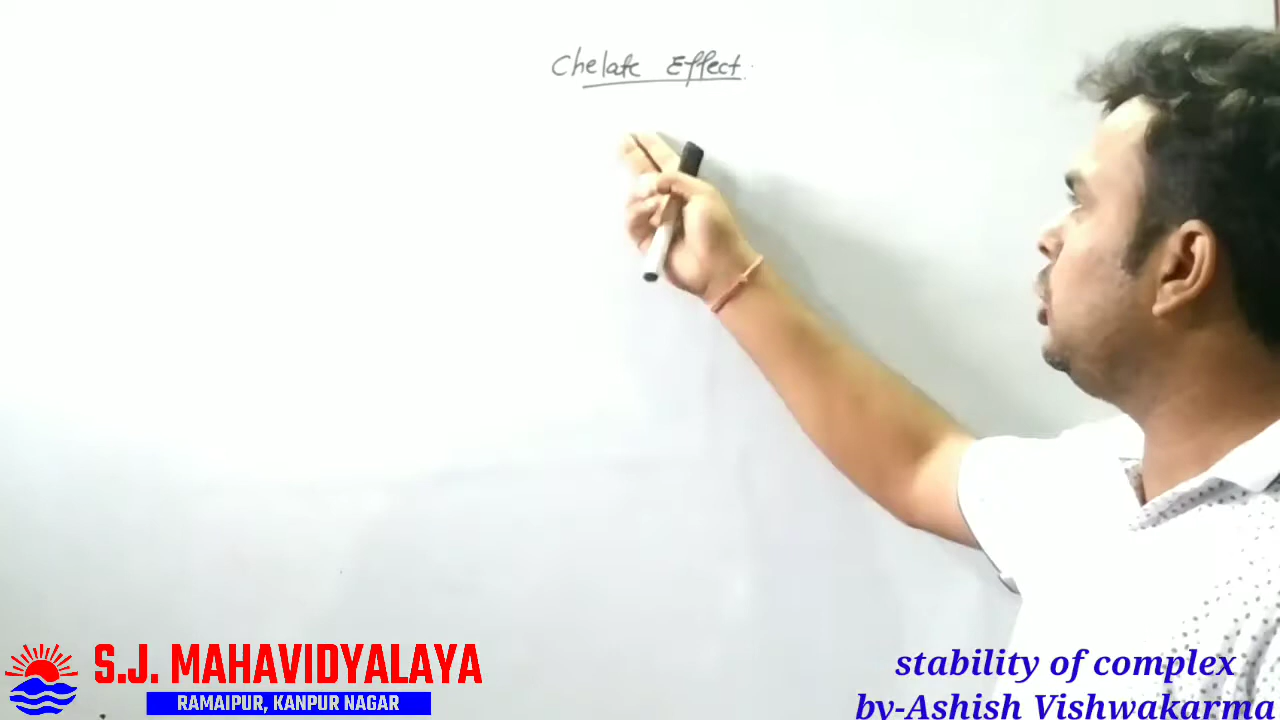 Chelate Effect
S.J. MAHAVIDYALAYA
RAMAIPUR, KANPUR NAGAR
stability of complex
by-Ashish Vishwakarma